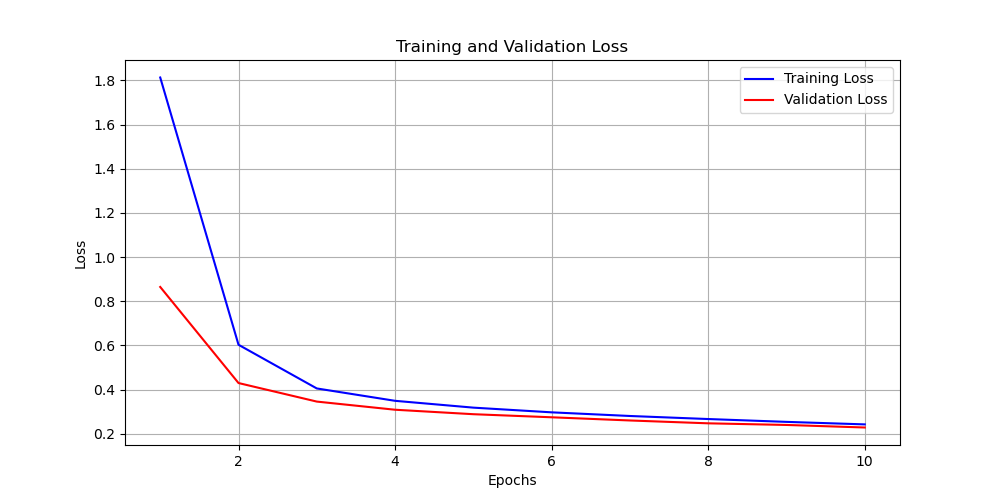 Training and Validation Loss
Training Loss
Validation Loss
Loss
1.8
1.6
1.4
1.2
1.0
0.8
0.6
0.4
0.2
2 4 6 8 10
Epochs